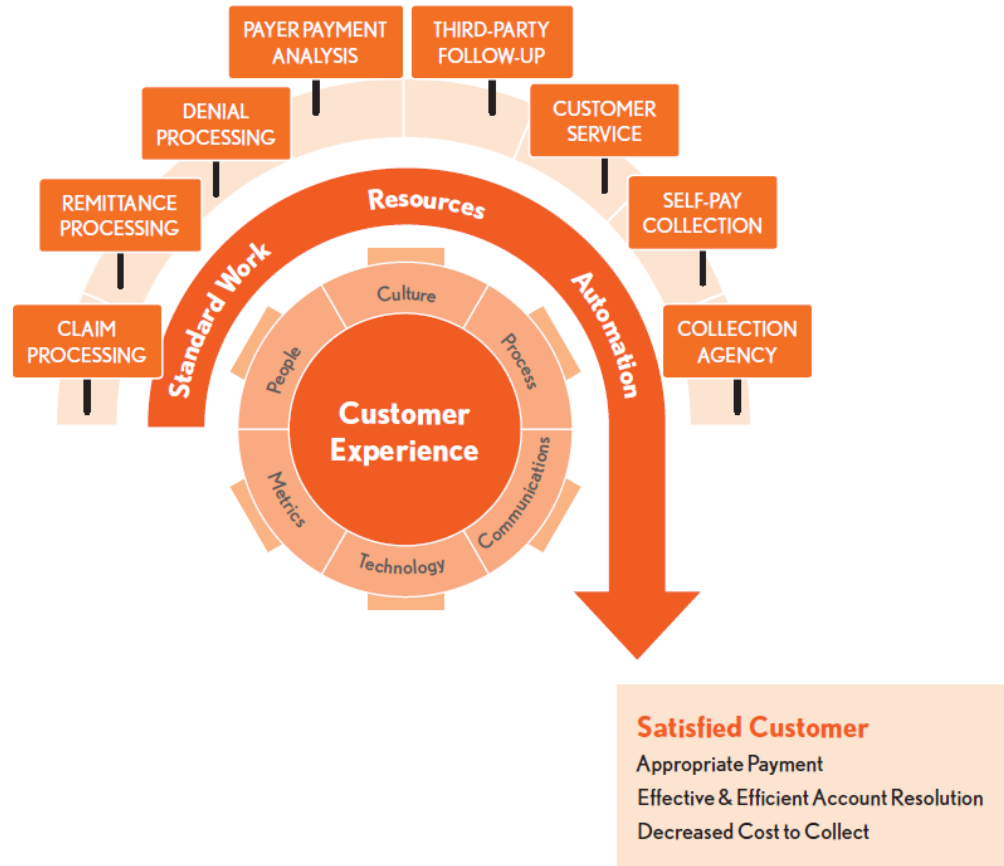 PAYER PAYMENT
ANALYSIS
THIRD-PARTY
FOLLOW-UP
DENIAL
PROCESSING
CUSTOMER
SERVICE
REMITTANCE
PROCESSING
SELF-PAY
COLLECTION
CLAIM
PROCESSING
COLLECTION
AGENCY
Standard Work
Resources
Automation
Culture
People
Process
Customer
Experience
Metrics
Communications
Technology
Satisfied Customer
Appropriate Payment
Effective & Efficient Account Resolution
Decreased Cost to Collect